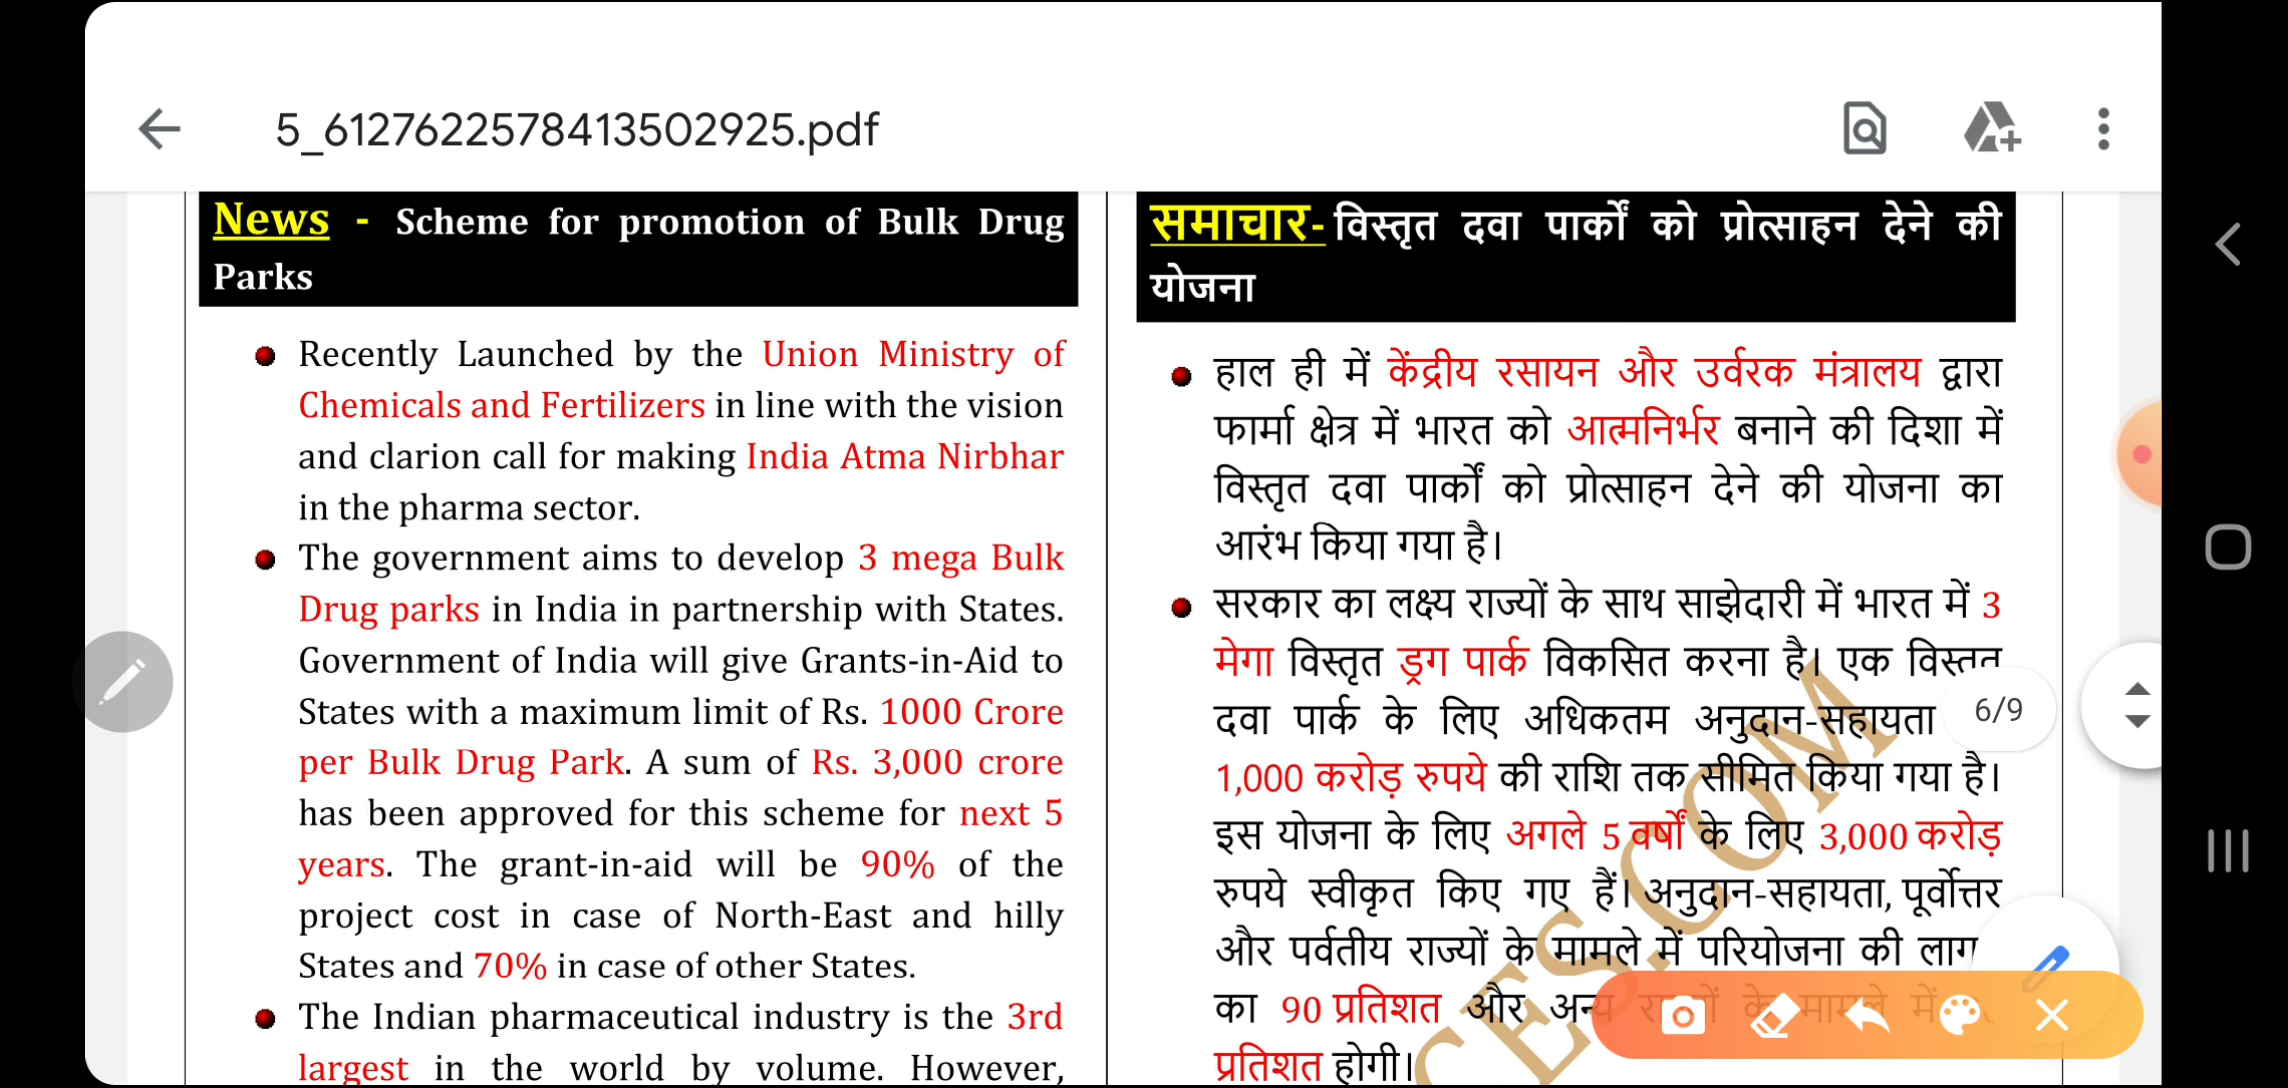 5_6127622578413502925.pdf
News - Scheme for promotion of Bulk Drug
Parks
Recently Launched by the Union Ministry of
Chemicals and Fertilizers in line with the vision
and clarion call for making India Atma Nirbhar
in the pharma sector.
The government aims to develop 3 mega Bulk
Drug parks in India in partnership with States.
Government of India will give Grants-in-Aid to
States with a maximum limit of Rs. 1000 Crore
per Bulk Drug Park. A sum of Rs. 3,000 crore
has been approved for this scheme for next 5
years. The grant-in-aid will be 90% of the
project cost in case of North-East and hilly
States and 70% in case of other States.
The Indian pharmaceutical industry is the 3rd
largest in the world by volume. However,
समाचार- विस्तृत दवा पार्कों को प्रोत्साहन देने की
योजना
हाल ही में केंद्रीय रसायन और उर्वरक मंत्रालय द्वारा
फार्मा क्षेत्र में भारत को आत्मनिर्भर बनाने की दिशा में
विस्तृत दवा पार्कों को प्रोत्साहन देने की योजना का
आरंभ किया गया है।
सरकार का लक्ष्य राज्यों के साथ साझेदारी में भारत में 3
मेगा विस्तृत ड्रग पार्क विकसित करना है। एक विस्तृत
दवा पार्क के लिए अधिकतम अनुदान-सहायता
1,000 करोड़ रुपये की राशि तक सीमित किया गया है।
इस योजना के लिए अगले 5 वर्षों के लिए 3,000 करोड़
रुपये स्वीकृत किए गए हैं। अनुदान-सहायता, पूर्वोत्तर
और पर्वतीय राज्यों के मामले में परियोजना की लागत
का 90 प्रतिशत और अन्य के मामले में
प्रतिशत होगी।
6/9
CES.COM